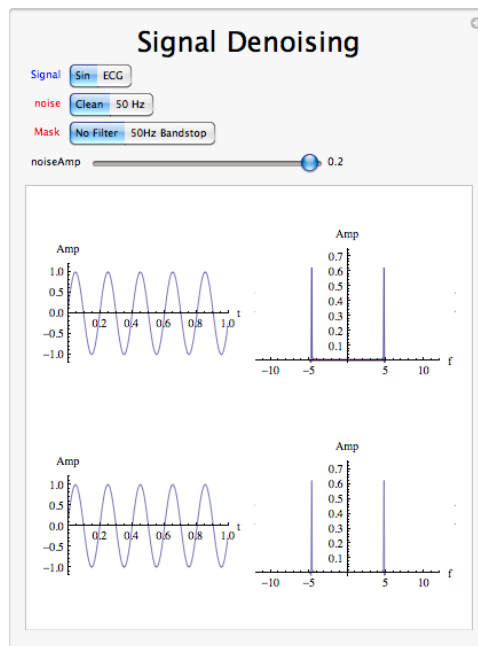 Signal Denoising
Signal Sin ECG
noise Clean 50 Hz
Mask No Filter 50Hz Bandstop
noiseAmp 0.2
Amp
1.0
0.5
0.0
−0.5
−1.0
0.2 0.4 0.6 0.8 1.0 t
Amp
0.7
0.6
0.5
0.4
0.3
0.2
0.1
−10 −5 0 5 10 f
Amp
1.0
0.5
0.0
−0.5
−1.0
0.2 0.4 0.6 0.8 1.0 t
Amp
0.7
0.6
0.5
0.4
0.3
0.2
0.1
−10 −5 0 5 10 f